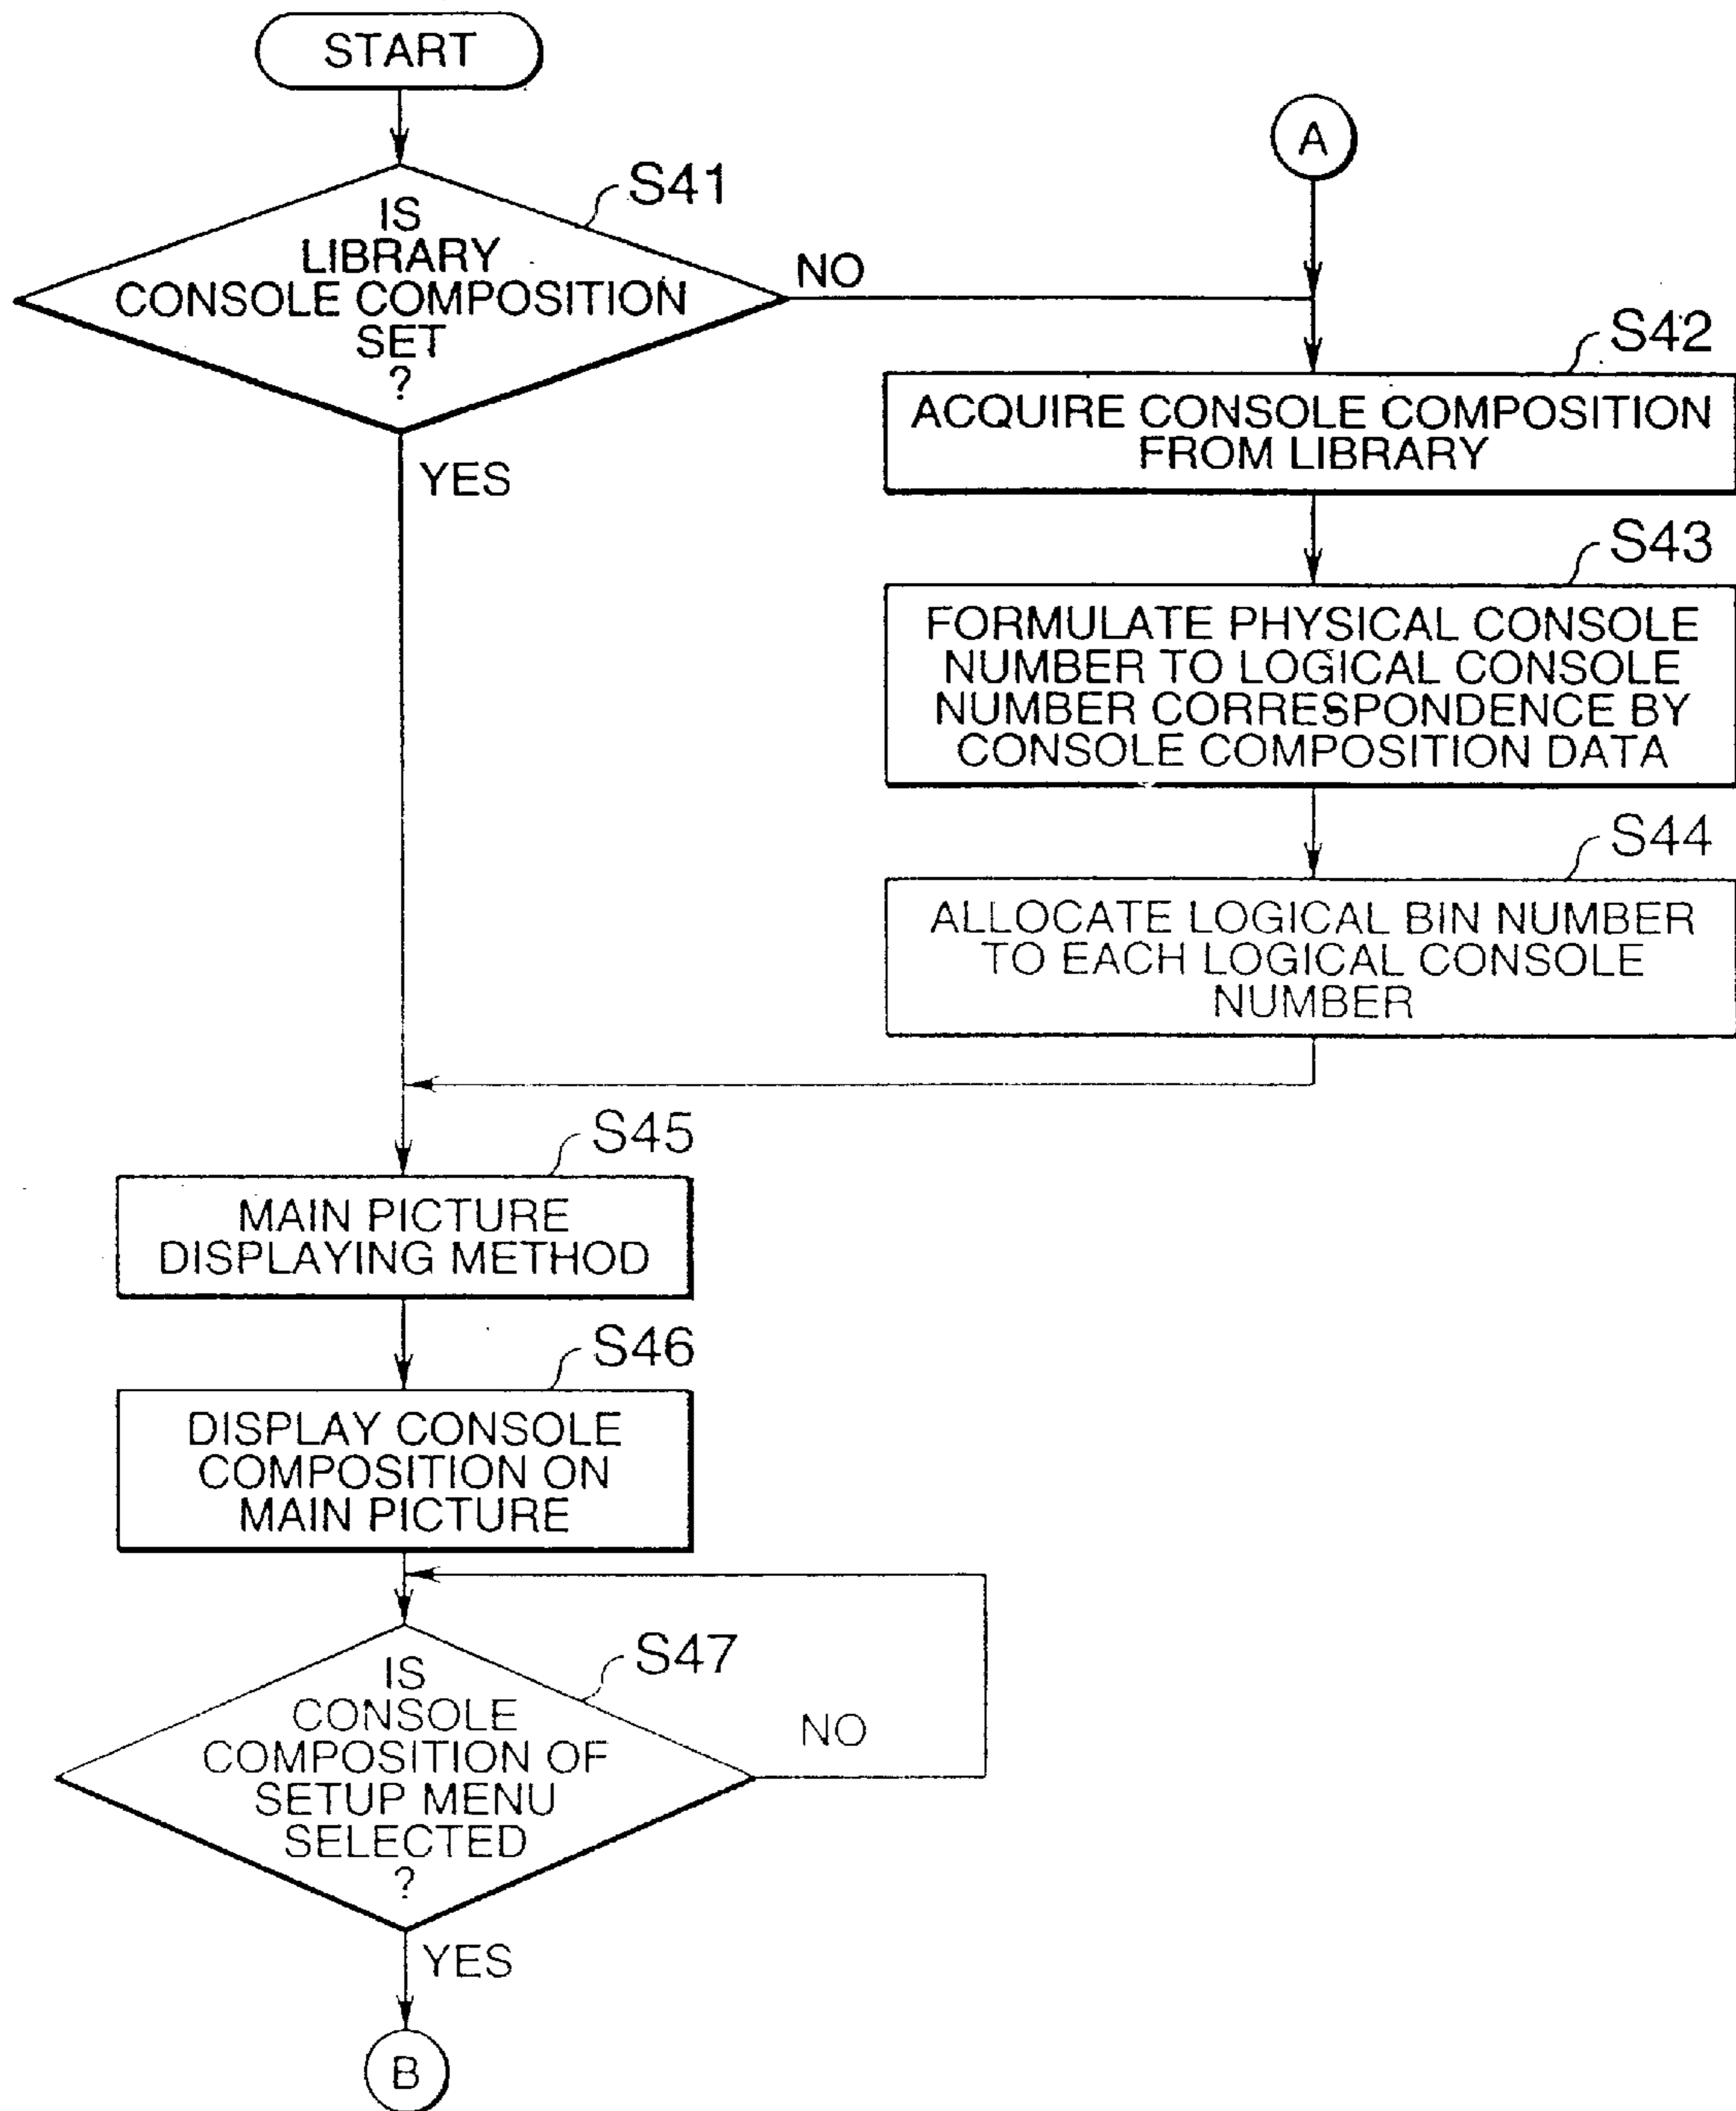 START
A
S41
IS
LIBRARY
CONSOLE COMPOSITION
SET
?
NO
YES
S42
ACQUIRE CONSOLE COMPOSITION
FROM LIBRARY
S43
FORMULATE PHYSICAL CONSOLE
NUMBER TO LOGICAL CONSOLE
NUMBER CORRESPONDENCE BY
CONSOLE COMPOSITION DATA
S44
ALLOCATE LOGICAL BIN NUMBER
TO EACH LOGICAL CONSOLE
NUMBER
S45
MAIN PICTURE
DISPLAYING METHOD
S46
DISPLAY CONSOLE
COMPOSITION ON
MAIN PICTURE
S47
IS
CONSOLE
COMPOSITION OF
SETUP MENU
SELECTED
?
NO
YES
B